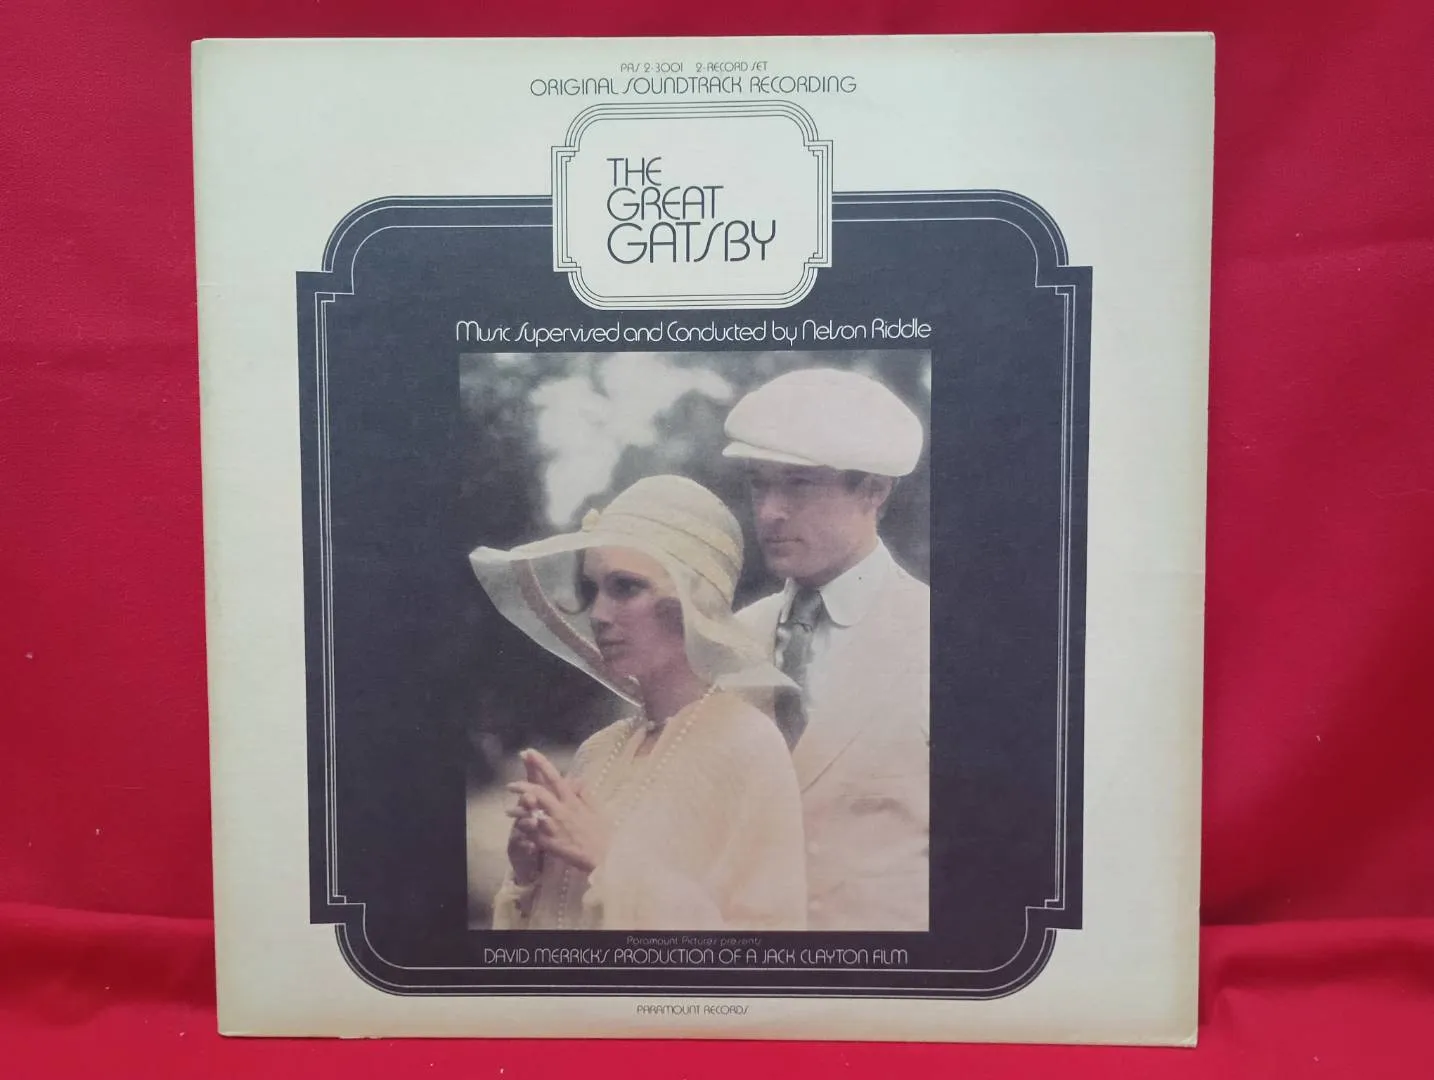 PAS 2-3001 2-RECORD SET
ORIGINAL SOUNDTRACK RECORDING
THE
GREAT
GATSBY
Music Supervised and Conducted by Nelson Riddle
Paramount Pictures presents
DAVID MERRICK'S PRODUCTION OF A JACK CLAYTON FILM
PARAMOUNT RECORDS